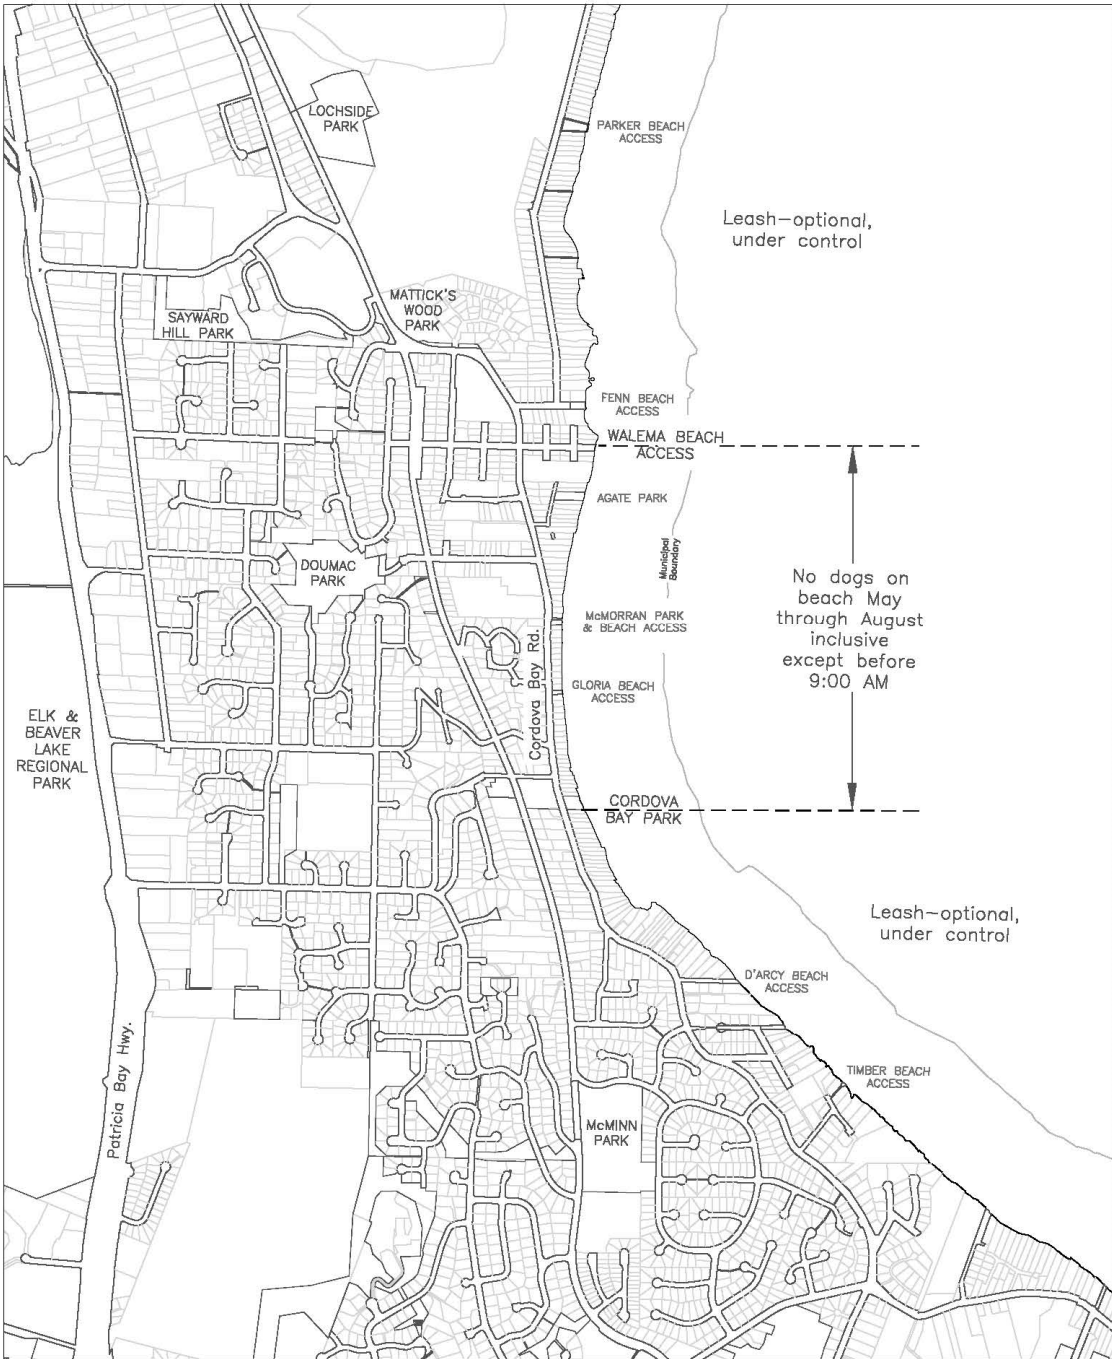 LOCHSIDE
PARK
PARKER BEACH
ACCESS
Leash-optional,
under control
MATTICK'S
WOOD
PARK
SAYWARD
HILL PARK
FENN BEACH
ACCESS
WALEMA BEACH
ACCESS
AGATE PARK
Municipal
Boundary
DOUMAC
PARK
No dogs on
beach May
through August
inclusive
except before
9:00 AM
McMORRAN PARK
& BEACH ACCESS
Cordova Bay Rd.
GLORIA BEACH
ACCESS
ELK &
BEAVER
LAKE
REGIONAL
PARK
CORDOVA
BAY PARK
Leash-optional,
under control
D'ARCY BEACH
ACCESS
Patricia Bay Hwy.
TIMBER BEACH
ACCESS
McMINN
PARK